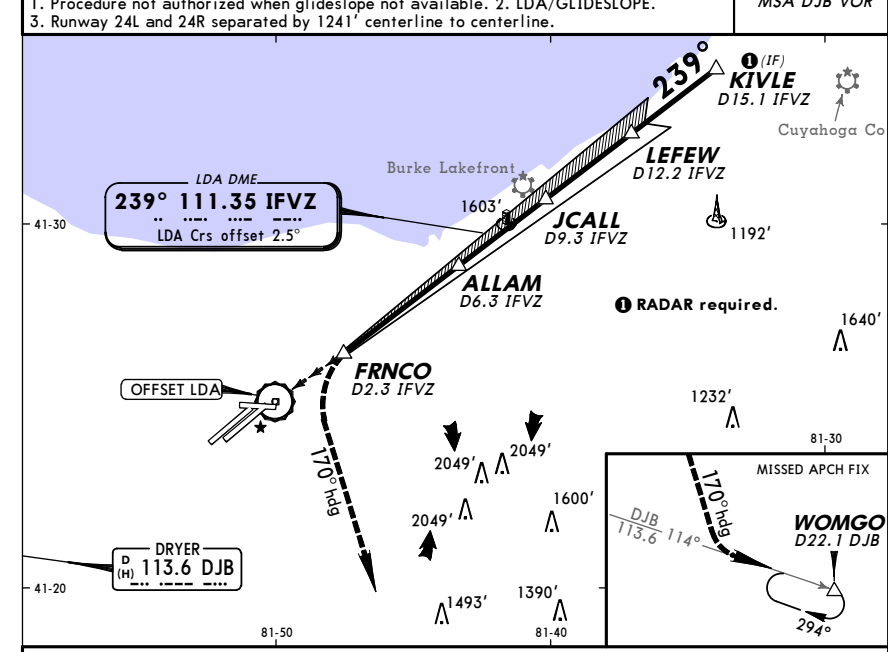 1. Procedure not authorized when glideslope not available. 2. LDA/GLIDESLOPE.
3. Runway 24L and 24R separated by 1241' centerline to centerline.
MSA DJB VOR
239°
1 (IF)
KIVLE
D15.1 IFVZ
Cuyahoga Co
LEFEW
D12.2 IFVZ
Burke Lakefront
LDA DME
239° 111.35 IFVZ
LDA Crs offset 2.5°
1603'
JCALL
D9.3 IFVZ
1192'
41-30
ALLAM
D6.3 IFVZ
1 RADAR required.
1640'
FRNCO
D2.3 IFVZ
OFFSET LDA
1232'
81-30
170° hdg
2049'
2049'
2049'
1600'
MISSED APCH FIX
170° hdg
DJB
113.6 114°
WOMGO
D22.1 DJB
294°
DRYER
D
(H) 113.6 DJB
41-20
1493'
1390'
81-50
81-40